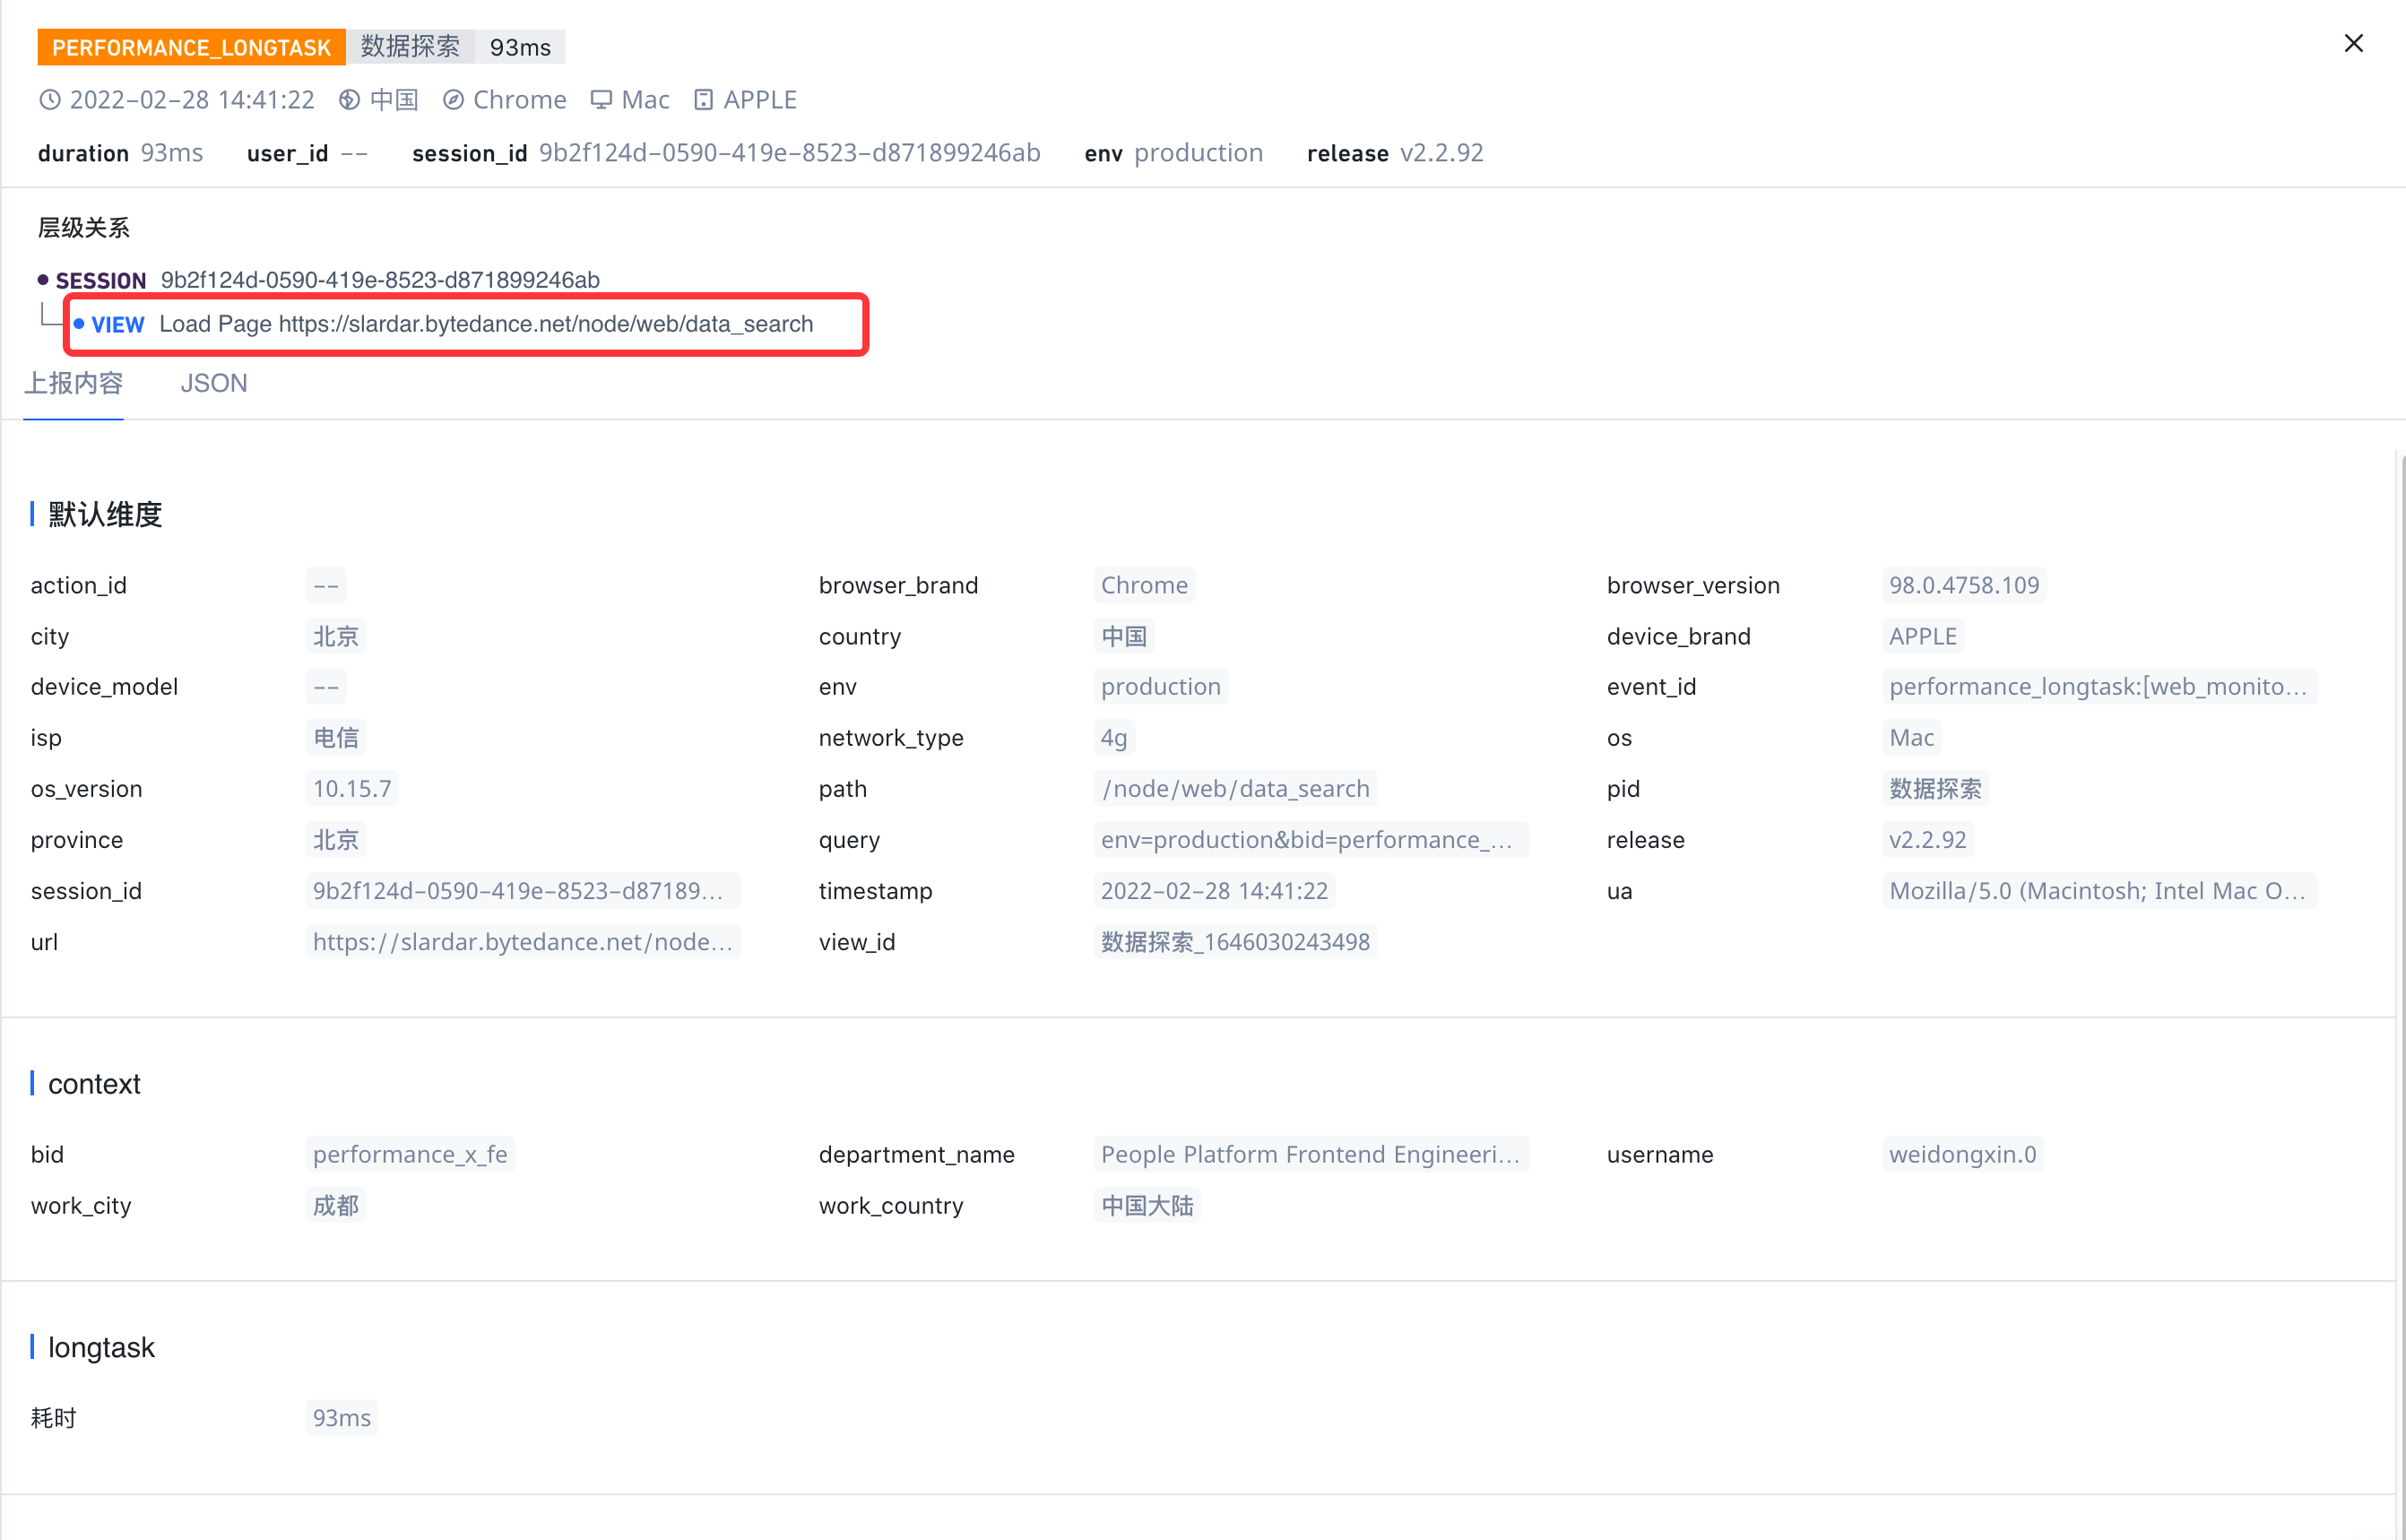 PERFORMANCE_LONGTASK 数据探索 93ms
2022-02-28 14:41:22 中国 Chrome Mac APPLE
duration 93ms user_id -- session_id 9b2f124d-0590-419e-8523-d871899246ab env production release v2.2.92
层级关系
SESSION 9b2f124d-0590-419e-8523-d871899246ab
VIEW Load Page https://slardar.bytedance.net/node/web/data_search
上报内容 JSON
默认维度
action_id -- browser_brand Chrome browser_version 98.0.4758.109
city 北京 country 中国 device_brand APPLE
device_model -- env production event_id performance_longtask:[web_monito...
isp 电信 network_type 4g os Mac
os_version 10.15.7 path /node/web/data_search pid 数据探索
province 北京 query env=production&bid=performance_... release v2.2.92
session_id 9b2f124d-0590-419e-8523-d87189... timestamp 2022-02-28 14:41:22 ua Mozilla/5.0 (Macintosh; Intel Mac O...
url https://slardar.bytedance.net/node... view_id 数据探索_1646030243498
context
bid performance_x_fe department_name People Platform Frontend Engineeri... username weidongxin.0
work_city 成都 work_country 中国大陆
longtask
耗时 93ms